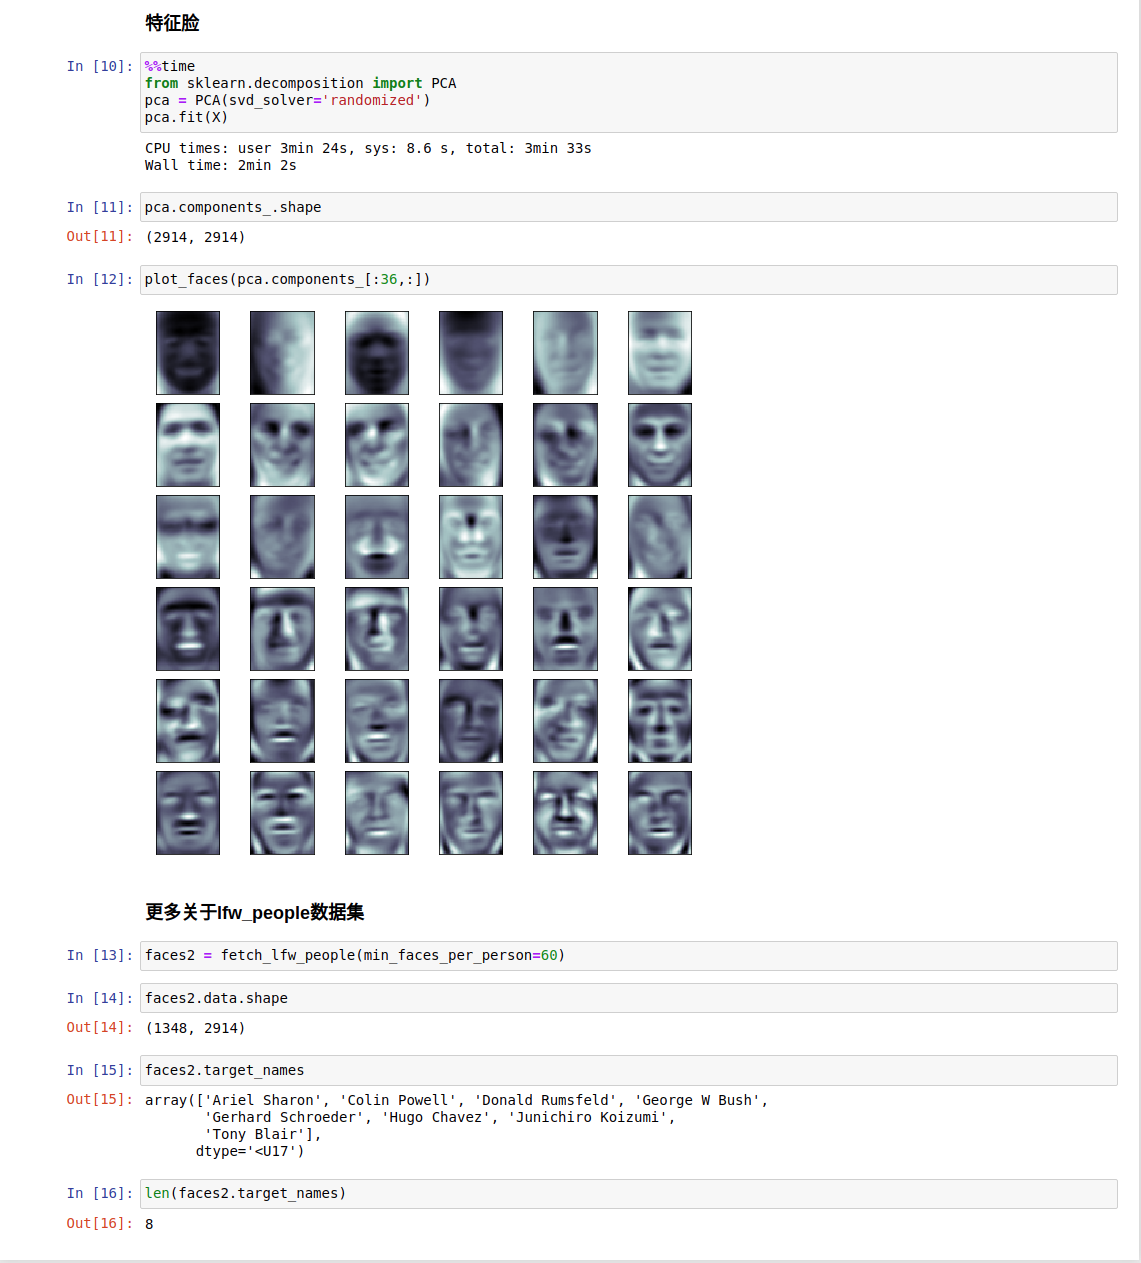 特征脸
In [10]: %%time
from sklearn.decomposition import PCA
pca = PCA(svd_solver='randomized')
pca.fit(X)
CPU times: user 3min 24s, sys: 8.6 s, total: 3min 33s
Wall time: 2min 2s
In [11]: pca.components_.shape
Out[11]: (2914, 2914)
In [12]: plot_faces(pca.components_[:36,:])
更多关于lfw_people数据集
In [13]: faces2 = fetch_lfw_people(min_faces_per_person=60)
In [14]: faces2.data.shape
Out[14]: (1348, 2914)
In [15]: faces2.target_names
Out[15]: array(['Ariel Sharon', 'Colin Powell', 'Donald Rumsfeld', 'George W Bush',
'Gerhard Schroeder', 'Hugo Chavez', 'Junichiro Koizumi',
'Tony Blair'],
dtype='<U17')
In [16]: len(faces2.target_names)
Out[16]: 8